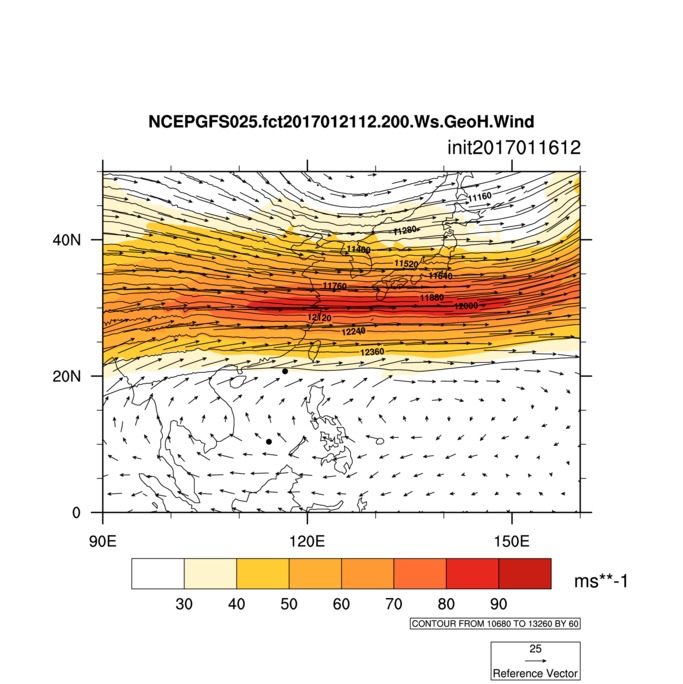 NCEPGFS025.fct2017012112.200.Ws.GeoH.Wind
init2017011612
11160
11280
40N
11400
11520
11640
11760
11880
12000
12120
12240
12360
20N
0
90E 120E 150E
30 40 50 60 70 80 90
ms**-1
CONTOUR FROM 10680 TO 13260 BY 60
25
Reference Vector